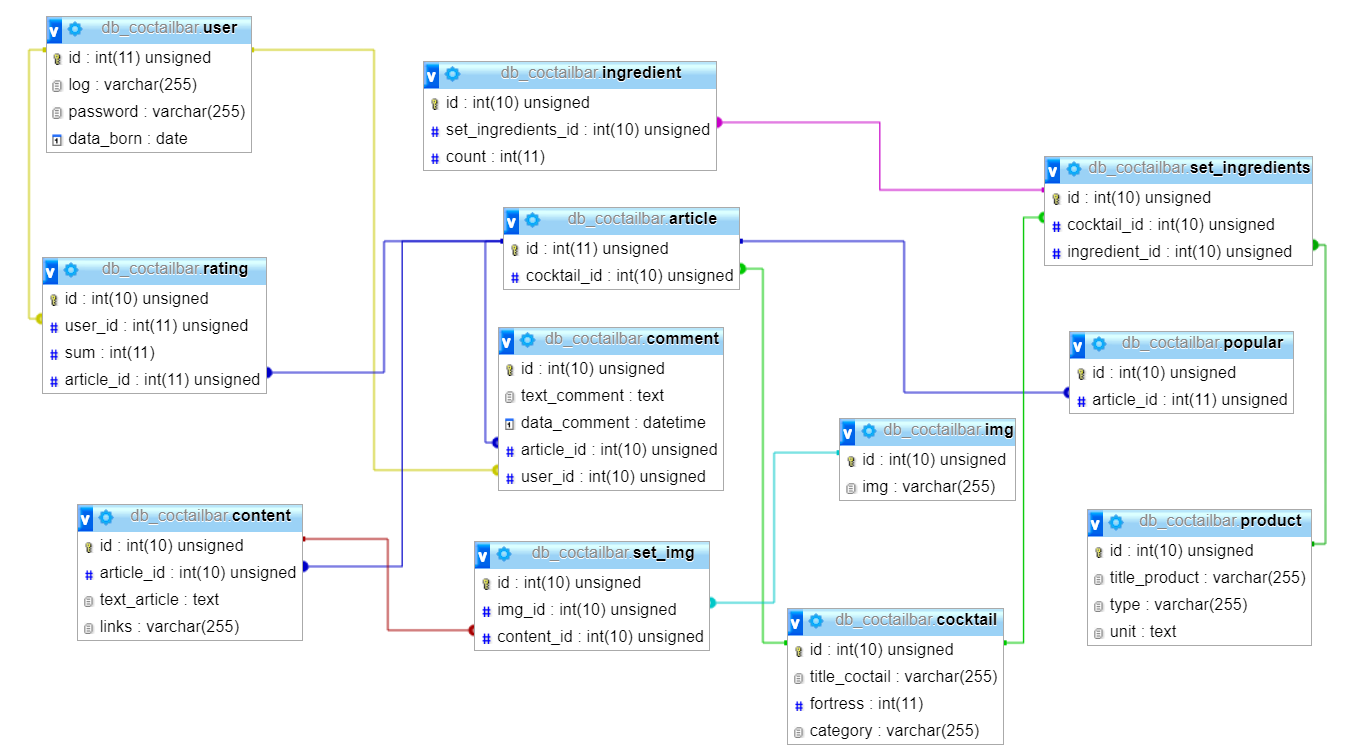 db_coctailbar.user
id : int(11) unsigned
log : varchar(255)
password : varchar(255)
data_born : date
db_coctailbar.ingredient
id : int(10) unsigned
set_ingredients_id : int(10) unsigned
count : int(11)
db_coctailbar.set_ingredients
id : int(10) unsigned
cocktail_id : int(10) unsigned
ingredient_id : int(10) unsigned
db_coctailbar.article
id : int(11) unsigned
cocktail_id : int(10) unsigned
db_coctailbar.rating
id : int(10) unsigned
user_id : int(11) unsigned
sum : int(11)
article_id : int(11) unsigned
db_coctailbar.comment
id : int(10) unsigned
text_comment : text
data_comment : datetime
article_id : int(10) unsigned
user_id : int(10) unsigned
db_coctailbar.popular
id : int(10) unsigned
article_id : int(11) unsigned
db_coctailbar.img
id : int(10) unsigned
img : varchar(255)
db_coctailbar.content
id : int(10) unsigned
article_id : int(10) unsigned
text_article : text
links : varchar(255)
db_coctailbar.set_img
id : int(10) unsigned
img_id : int(10) unsigned
content_id : int(10) unsigned
db_coctailbar.product
id : int(10) unsigned
title_product : varchar(255)
type : varchar(255)
unit : text
db_coctailbar.cocktail
id : int(10) unsigned
title_coctail : varchar(255)
fortress : int(11)
category : varchar(255)